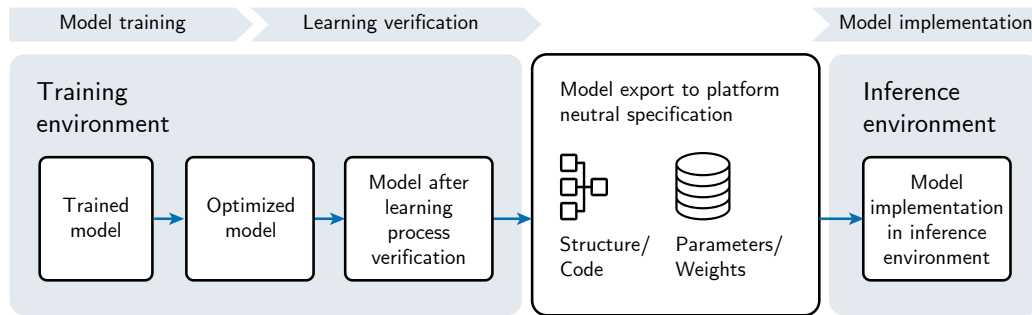 Model training
Learning verification
Model implementation
Training
environment
Trained
model
Optimized
model
Model after
learning
process
verification
Model export to platform
neutral specification
Structure/
Code
Parameters/
Weights
Inference
environment
Model
implementation
in inference
environment